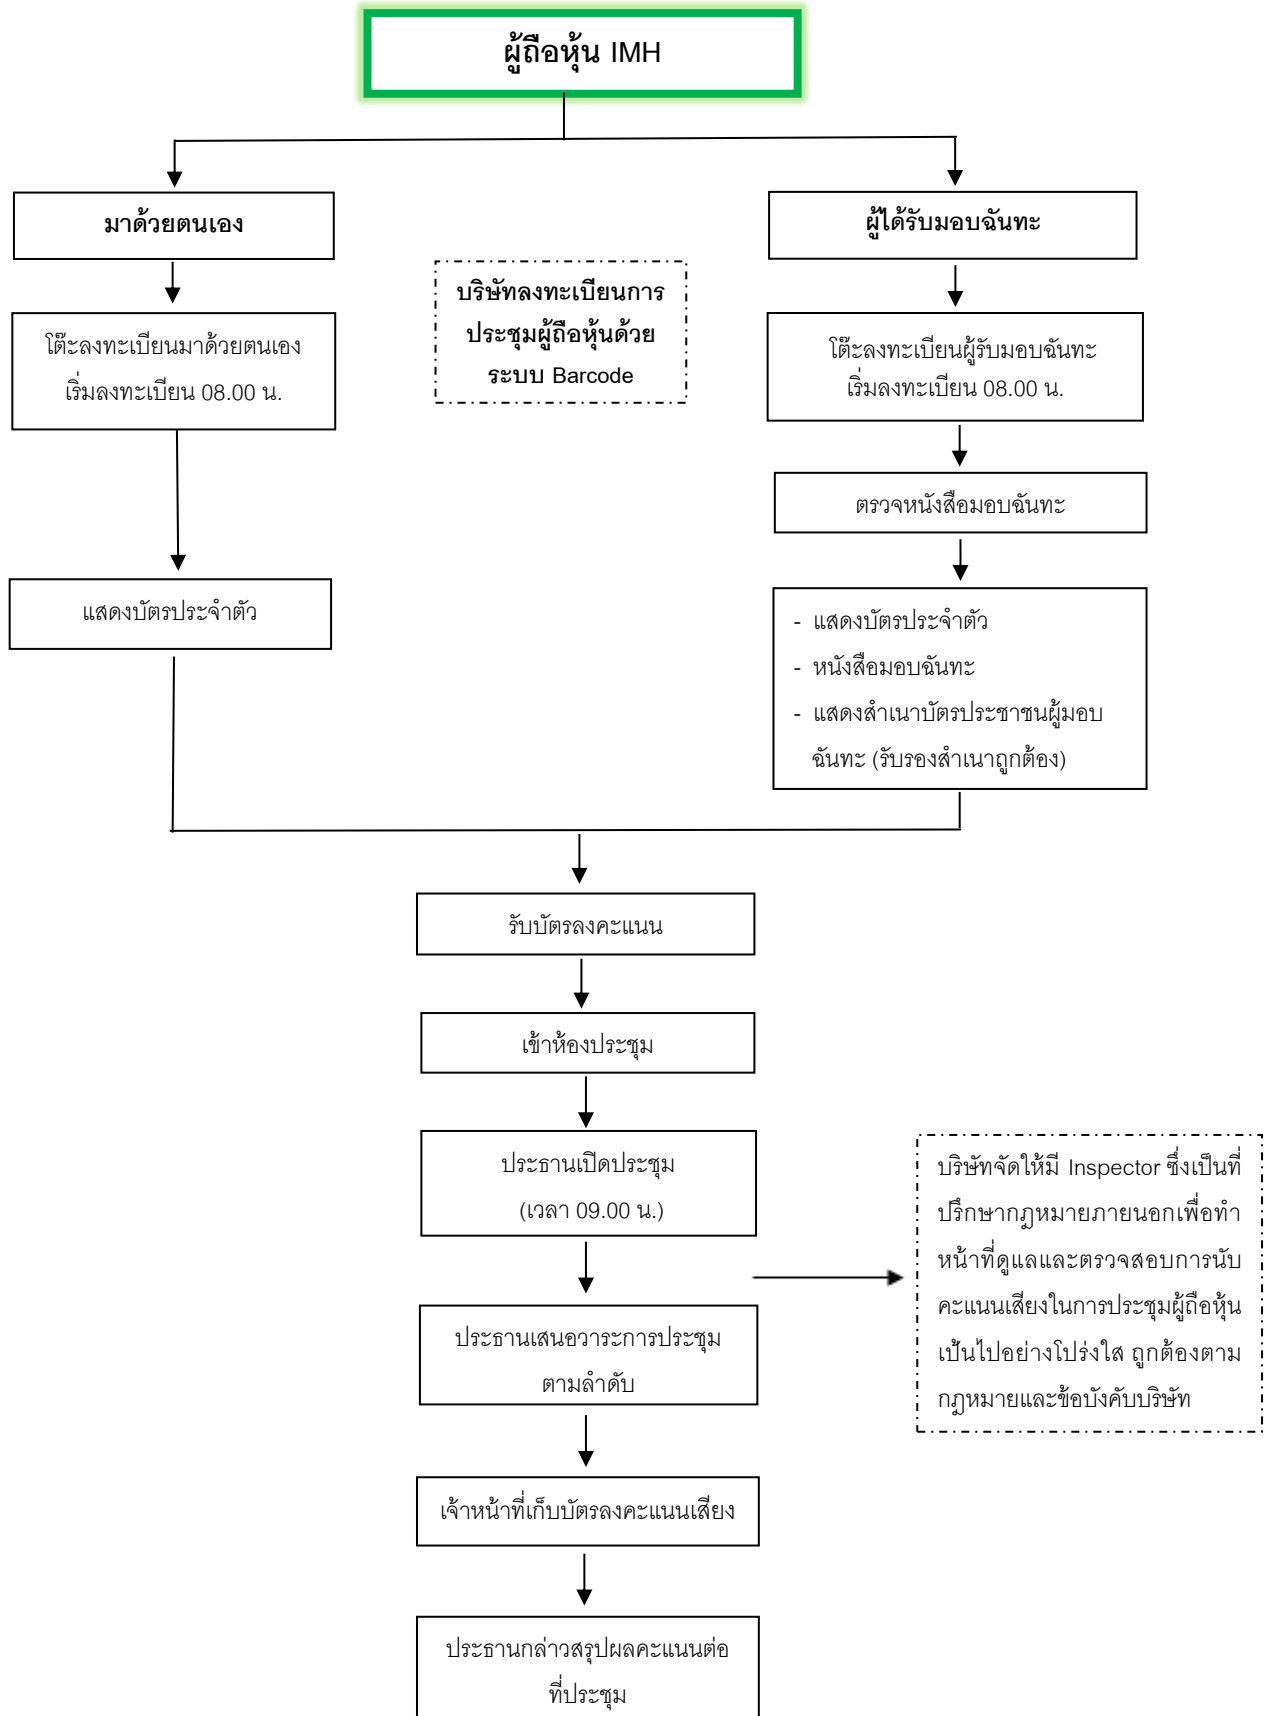 ผู้ถือหุ้น IMH
มาด้วยตนเอง
ผู้ได้รับมอบฉันทะ
บริษัทลงทะเบียนการ
ประชุมผู้ถือหุ้นด้วย
ระบบ Barcode
โต๊ะลงทะเบียนมาด้วยตนเอง
เริ่มลงทะเบียน 08.00 น.
โต๊ะลงทะเบียนผู้รับมอบฉันทะ
เริ่มลงทะเบียน 08.00 น.
ตรวจหนังสือมอบฉันทะ
แสดงบัตรประจำตัว
- แสดงบัตรประจำตัว
- หนังสือมอบฉันทะ
- แสดงสำเนาบัตรประชาชนผู้มอบ
ฉันทะ (รับรองสำเนาถูกต้อง)
รับบัตรลงคะแนน
เข้าห้องประชุม
ประธานเปิดประชุม
(เวลา 09.00 น.)
บริษัทจัดให้มี Inspector ซึ่งเป็นที่
ปรึกษากฎหมายภายนอกเพื่อทำ
หน้าที่ดูแลและตรวจสอบการนับ
คะแนนเสียงในการประชุมผู้ถือหุ้น
เป็นไปอย่างโปร่งใส ถูกต้องตาม
กฎหมายและข้อบังคับบริษัท
ประธานเสนอวาระการประชุม
ตามลำดับ
เจ้าหน้าที่เก็บบัตรลงคะแนนเสียง
ประธานกล่าวสรุปผลคะแนนต่อ
ที่ประชุม